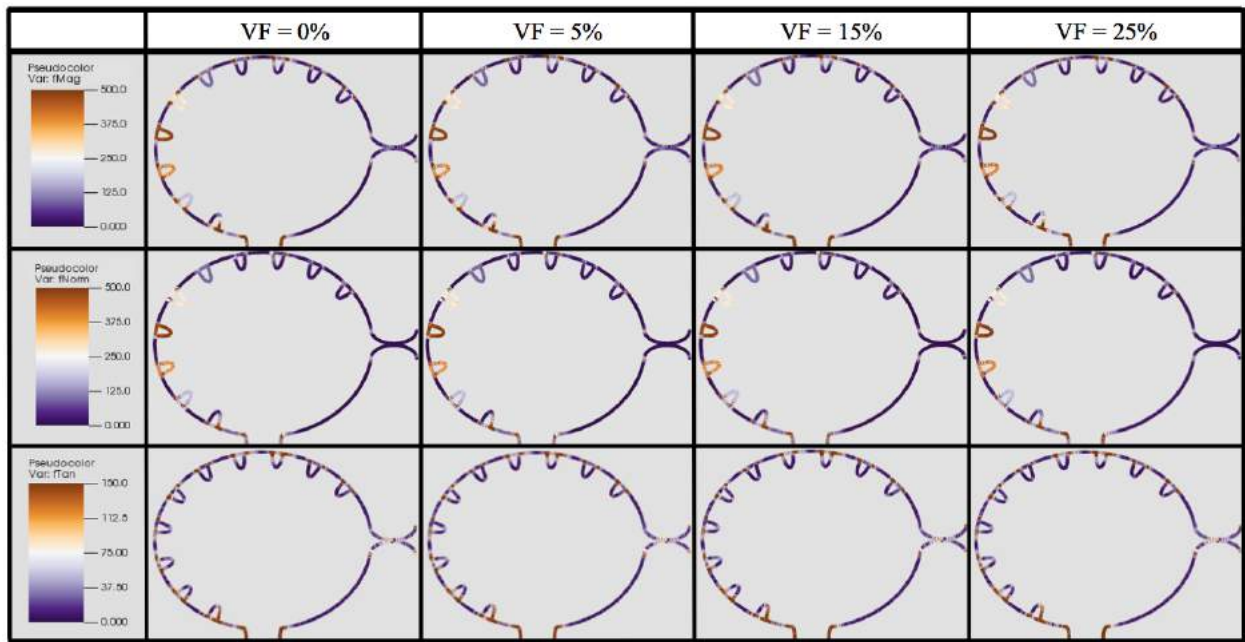 VF = 0% VF = 5% VF = 15% VF = 25%
Pseudocolor
Var: fMag
500.0
375.0
250.0
125.0
0.000
Pseudocolor
Var: fNorm
500.0
375.0
250.0
125.0
0.000
Pseudocolor
Var: fTan
150.0
112.5
75.00
37.50
0.000